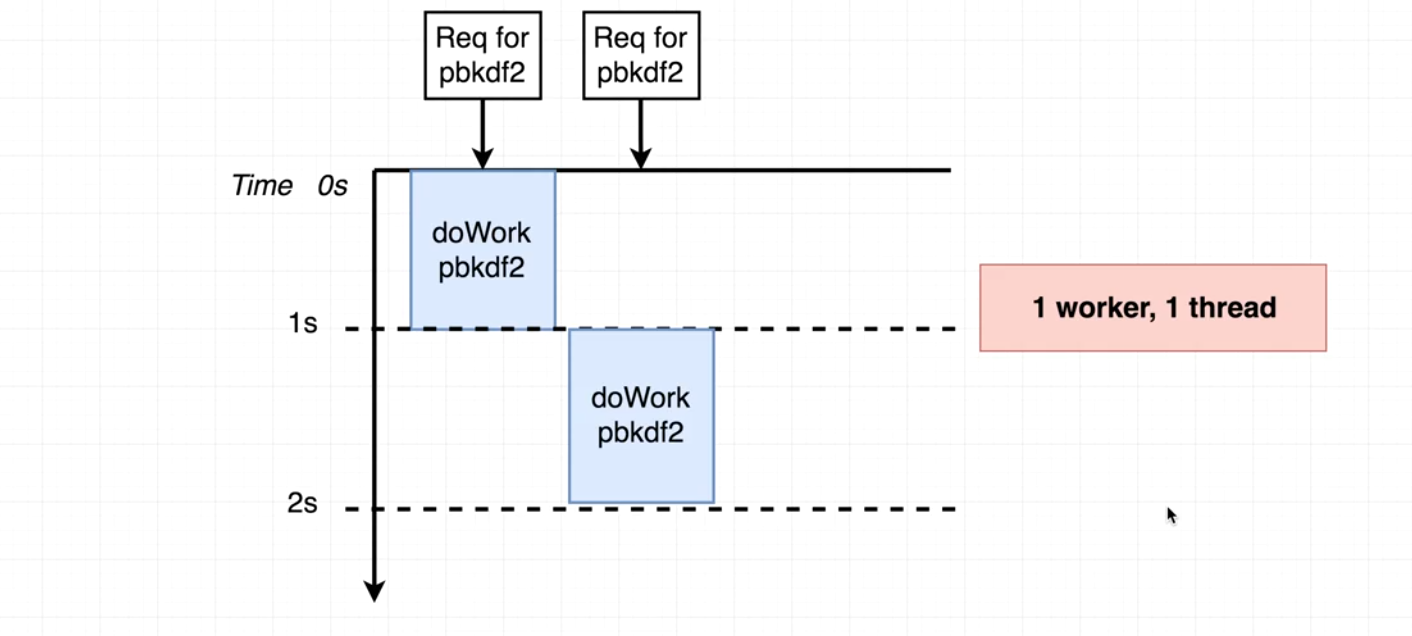 Req for
pbkdf2
Req for
pbkdf2
Time 0s
doWork
pbkdf2
1 worker, 1 thread
1s
doWork
pbkdf2
2s